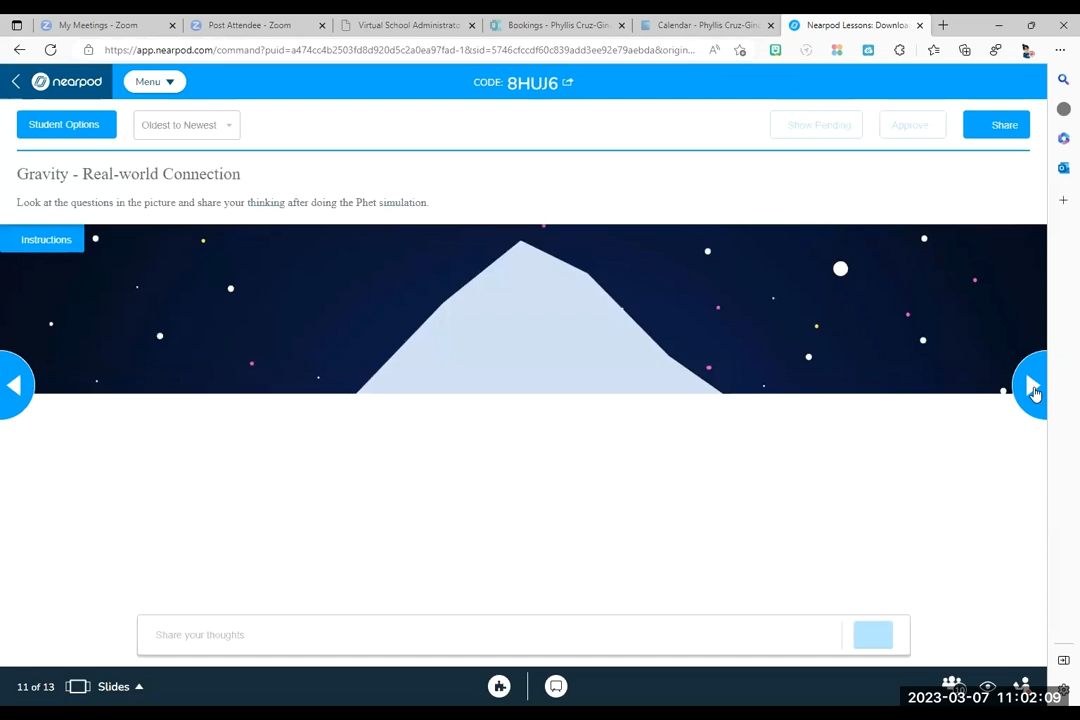 My Meetings - Zoom
Post Attendee - Zoom
Virtual School Administrato
Bookings - Phyllis Cruz-Gin
Calendar - Phyllis Cruz-Gin
Nearpod Lessons: Downloa
https://app.nearpod.com/command?puid=a474cc4b2503fd8d920d5c2a0ea97fad-1&sid=5746cfccdf60c839add3ee92e79aebda&origin...
nearpod
Menu
CODE: 8HUJ6
Student Options
Oldest to Newest
Show Pending
Approve
Share
Gravity - Real-world Connection
Look at the questions in the picture and share your thinking after doing the Phet simulation.
Instructions
Share your thoughts
11 of 13
Slides
2023-03-07 11:02:09